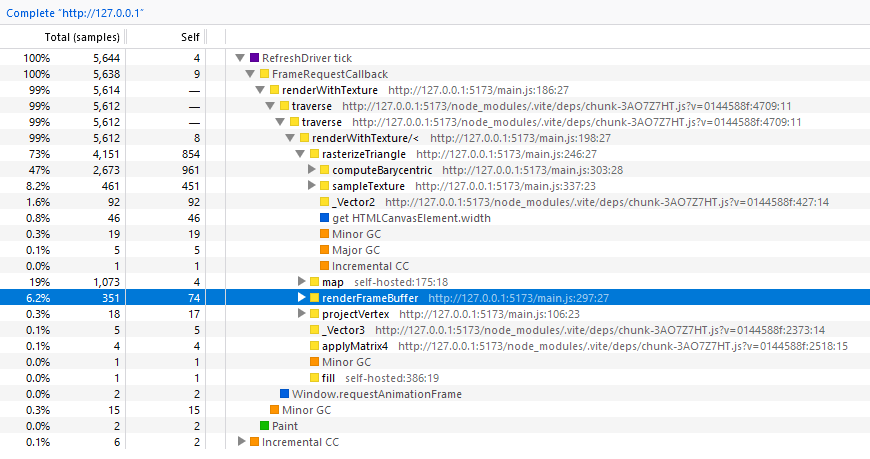 Complete "http://127.0.0.1"
Total (samples) Self
100% 5,644 4 RefreshDriver tick
100% 5,638 9 FrameRequestCallback
99% 5,614 — renderWithTexture http://127.0.0.1:5173/main.js:186:27
99% 5,612 — traverse http://127.0.0.1:5173/node_modules/.vite/deps/chunk-3AO7Z7HT.js?v=0144588f:4709:11
99% 5,612 — traverse http://127.0.0.1:5173/node_modules/.vite/deps/chunk-3AO7Z7HT.js?v=0144588f:4709:11
99% 5,612 8 renderWithTexture/< http://127.0.0.1:5173/main.js:198:27
73% 4,151 854 rasterizeTriangle http://127.0.0.1:5173/main.js:246:27
47% 2,673 961 computeBarycentric http://127.0.0.1:5173/main.js:303:28
8.2% 461 451 sampleTexture http://127.0.0.1:5173/main.js:337:23
1.6% 92 92 _Vector2 http://127.0.0.1:5173/node_modules/.vite/deps/chunk-3AO7Z7HT.js?v=0144588f:427:14
0.8% 46 46 get HTMLCanvasElement.width
0.3% 19 19 Minor GC
0.1% 5 5 Major GC
0.0% 1 1 Incremental CC
19% 1,073 4 map self-hosted:175:18
6.2% 351 74 renderFrameBuffer http://127.0.0.1:5173/main.js:297:27
0.3% 18 17 projectVertex http://127.0.0.1:5173/main.js:106:23
0.1% 5 5 _Vector3 http://127.0.0.1:5173/node_modules/.vite/deps/chunk-3AO7Z7HT.js?v=0144588f:2373:14
0.1% 4 4 applyMatrix4 http://127.0.0.1:5173/node_modules/.vite/deps/chunk-3AO7Z7HT.js?v=0144588f:2518:15
0.0% 1 1 Minor GC
0.0% 1 1 fill self-hosted:386:19
0.0% 2 2 Window.requestAnimationFrame
0.3% 15 15 Minor GC
0.0% 2 2 Paint
0.1% 6 2 Incremental CC